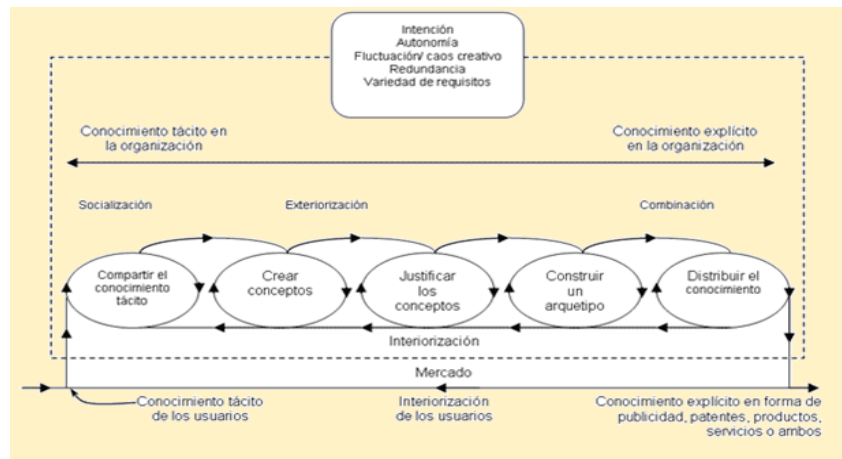 Intención
Autonomía
Fluctuación/ caos creativo
Redundancia
Variedad de requisitos
Conocimiento tácito en
la organización
Conocimiento explícito
en la organización
Socialización
Exteriorización
Combinación
Compartir el
conocimiento
tácito
Crear
conceptos
Justificar
los
conceptos
Construir
un
arquetipo
Distribuir el
conocimiento
Interiorización
Mercado
Conocimiento tácito
de los usuarios
Interiorización
de los usuarios
Conocimiento explícito en forma de
publicidad, patentes, productos,
servicios o ambos